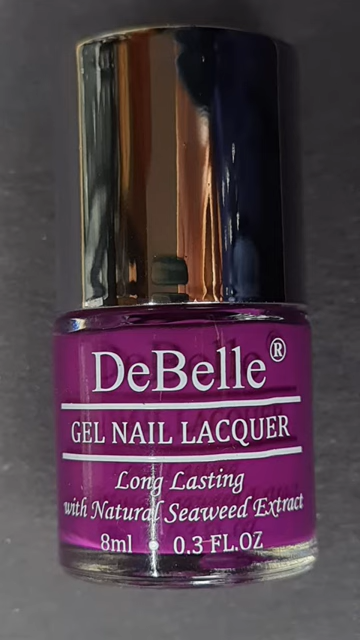 DeBelle®
GEL NAIL LACQUER
Long Lasting
with Natural Seaweed Extract
8ml • 0.3 FL.OZ